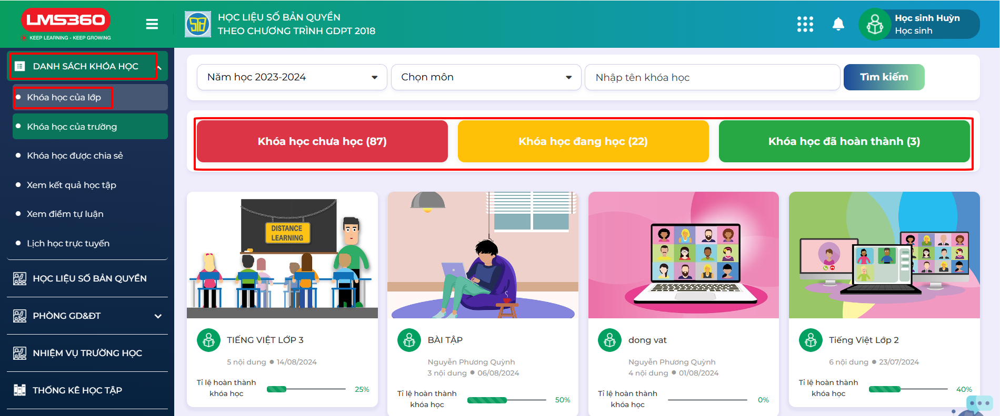 LMS360
KEEP LEARNING - KEEP GROWING
HỌC LIỆU SỐ BẢN QUYỀN
THEO CHƯƠNG TRÌNH GDPT 2018
Học sinh Huỳn
Học sinh
DANH SÁCH KHÓA HỌC
Khóa học của lớp
Khóa học của trường
Khóa học được chia sẻ
Xem kết quả học tập
Xem điểm tự luận
Lịch học trực tuyến
HỌC LIỆU SỐ BẢN QUYỀN
PHÒNG GD&ĐT
NHIỆM VỤ TRƯỜNG HỌC
THỐNG KÊ HỌC TẬP
Năm học 2023-2024
Chọn môn
Nhập tên khóa học
Tìm kiếm
Khóa học chưa học (87)
Khóa học đang học (22)
Khóa học đã hoàn thành (3)
DISTANCE
LEARNING
TIẾNG VIỆT LỚP 3
5 nội dung ● 14/08/2024
Tỉ lệ hoàn thành
khóa học
25%
BÀI TẬP
Nguyễn Phương Quỳnh
3 nội dung ● 06/08/2024
Tỉ lệ hoàn thành
khóa học
50%
dong vat
Nguyễn Phương Quỳnh
4 nội dung ● 01/08/2024
Tỉ lệ hoàn thành
khóa học
0%
Tiếng Việt Lớp 2
6 nội dung ● 23/07/2024
Tỉ lệ hoàn thành
khóa học
40%